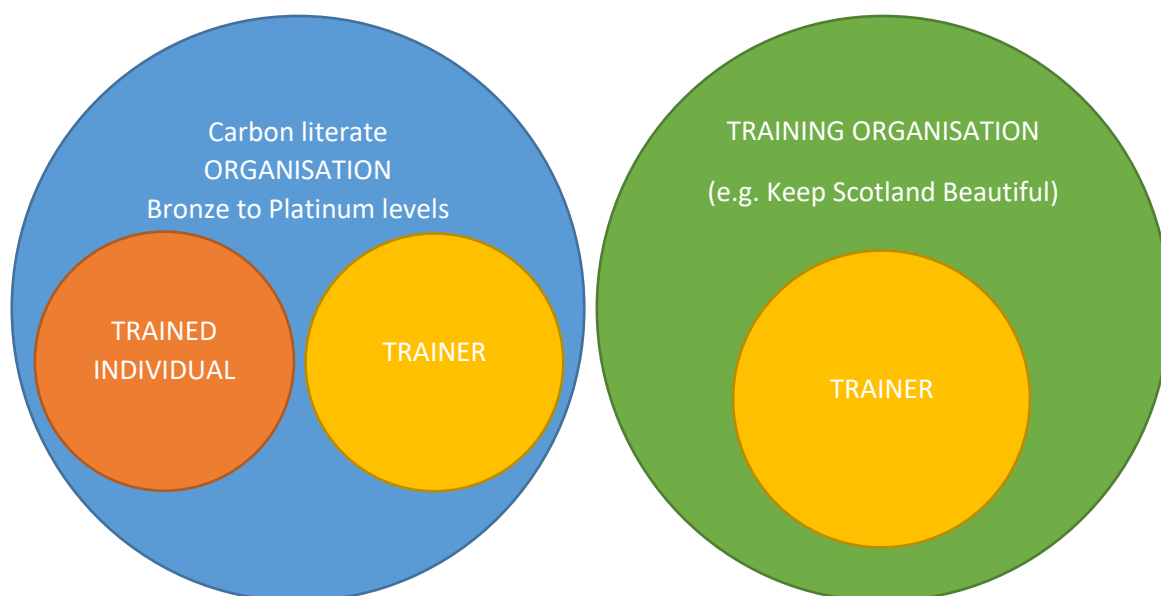 Carbon literate
ORGANISATION
Bronze to Platinum levels
TRAINED
INDIVIDUAL
TRAINER
TRAINING ORGANISATION
(e.g. Keep Scotland Beautiful)
TRAINER